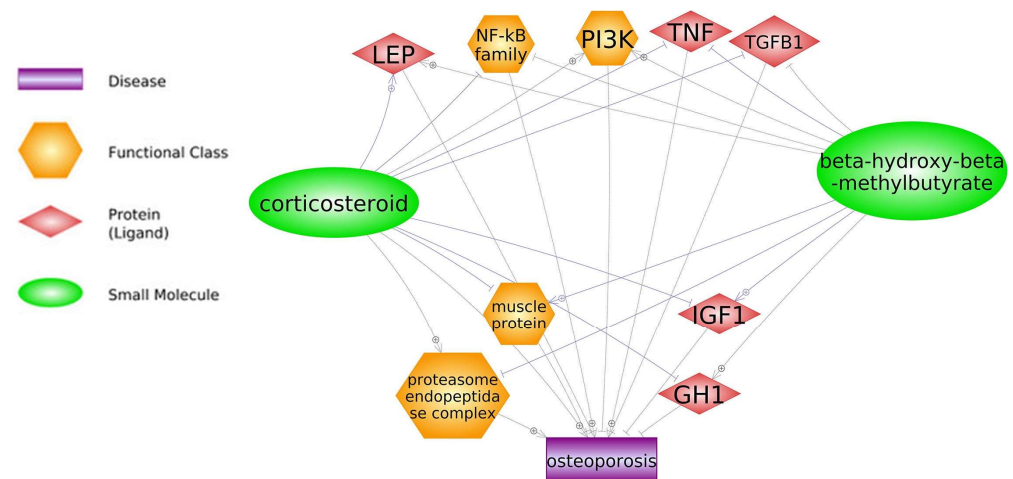 Disease
Functional Class
Protein
(Ligand)
Small Molecule
LEP
NF-kB
family
PI3K
TNF
TGFB1
corticosteroid
beta-hydroxy-beta
-methylbutyrate
muscle
protein
IGF1
proteasome
endopeptida
se complex
GH1
osteoporosis